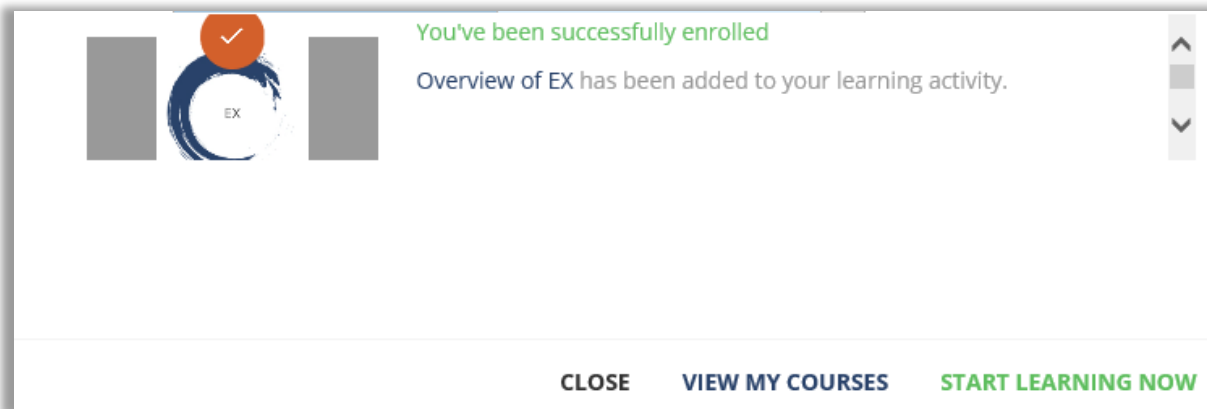 You've been successfully enrolled
Overview of EX has been added to your learning activity.
EX
CLOSE VIEW MY COURSES START LEARNING NOW